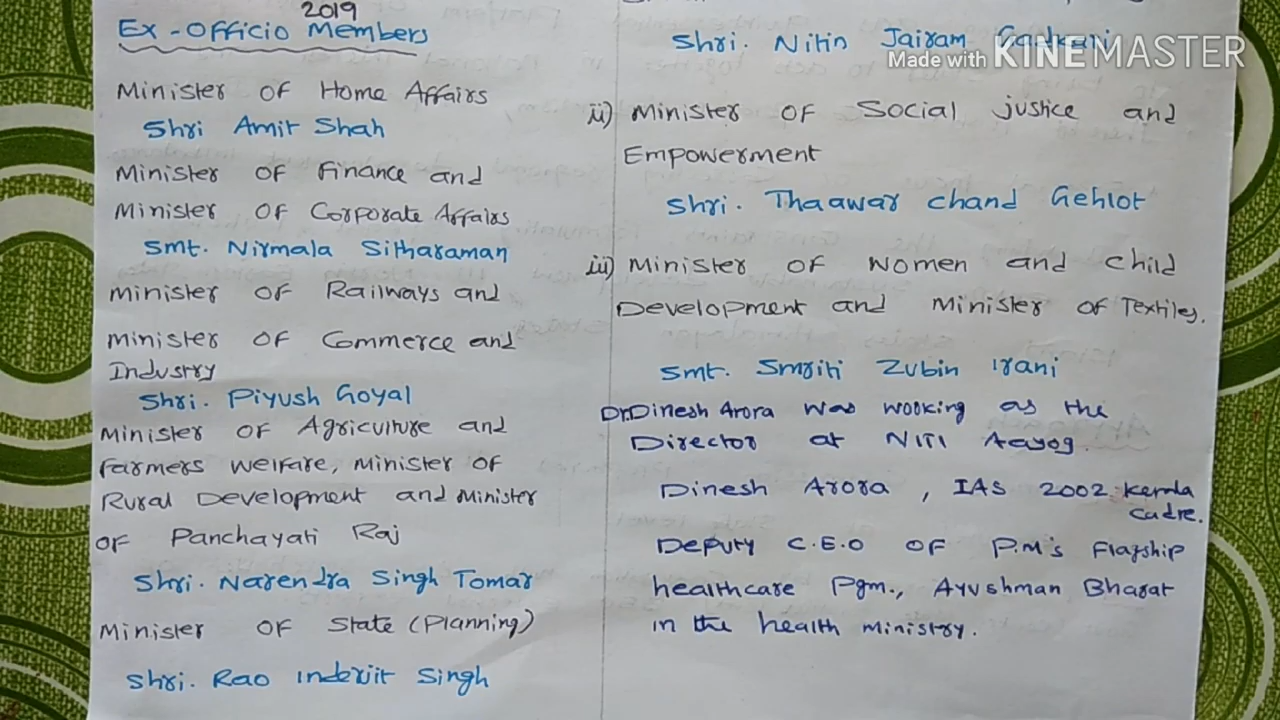 2019
Ex-Officio Members
Minister of Home Affairs
Shri Amit Shah
Minister of Finance and
Minister of Corporate Affairs
Smt. Nirmala Sitharaman
Minister of Railways and
Minister of Commerce and
Industry
Shri. Piyush Goyal
Minister of Agriculture and
Farmers Welfare, Minister of
Rural Development and Minister
of Panchayati Raj
Shri. Narendra Singh Tomar
Minister of State (Planning)
Shri. Rao Inderjit Singh
Shri. Nitin Jairam Gadkari
Made with KINEMASTER
ii) Minister of Social justice and
Empowerment
Shri. Thaawar chand Gehlot
iii) Minister of Women and child
Development and Minister of Textiles.
Smt. Smriti Zubin Irani
Dr.Dinesh Arora was working as the
Director at NITI Aayog.
Dinesh Arora, IAS 2002 Kerala
cadre.
Deputy C.E.O of P.M's Flagship
healthcare Pgm., Ayushman Bharat
in the health ministry.